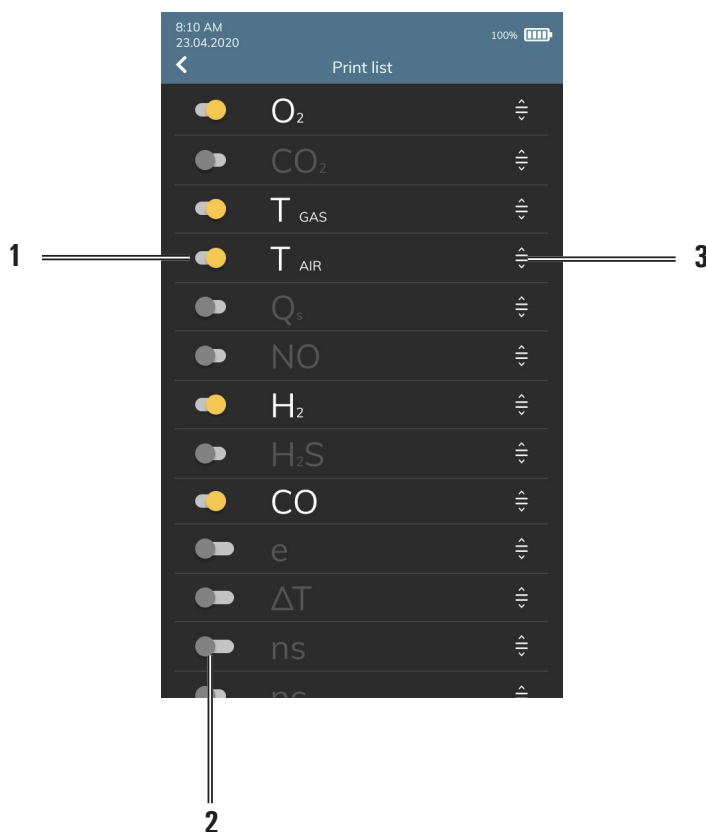 8:10 AM
23.04.2020
100%
Print list
O₂
CO₂
T GAS
1
T AIR
3
Qₛ
NO
H₂
H₂S
CO
e
ΔT
ns
2